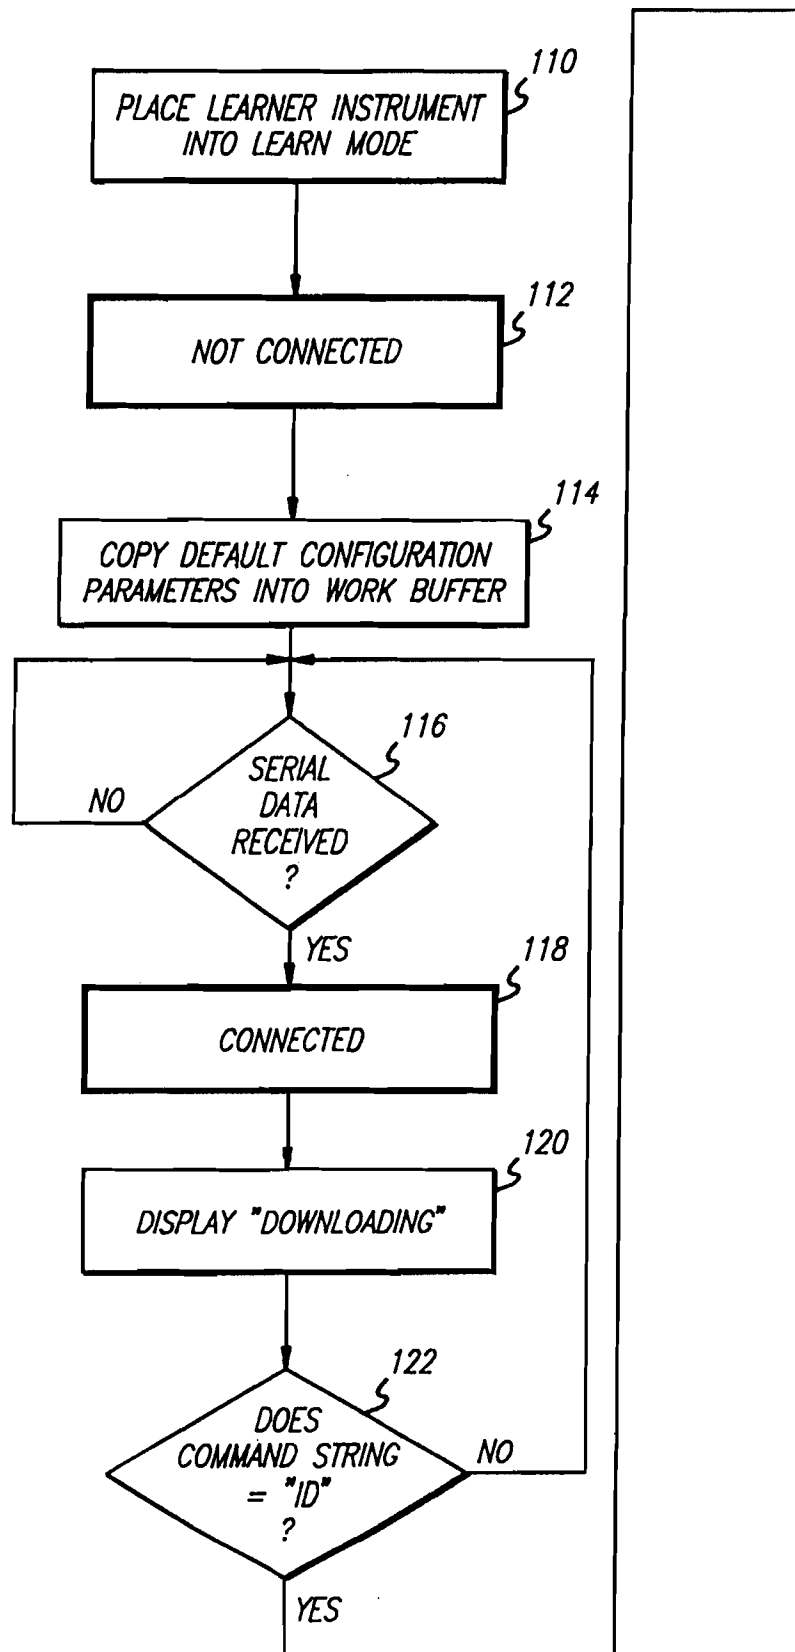 110
PLACE LEARNER INSTRUMENT
INTO LEARN MODE
112
NOT CONNECTED
114
COPY DEFAULT CONFIGURATION
PARAMETERS INTO WORK BUFFER
116
SERIAL
DATA
RECEIVED
?
NO
YES
118
CONNECTED
120
DISPLAY "DOWNLOADING"
122
DOES
COMMAND STRING
= "ID"
?
NO
YES